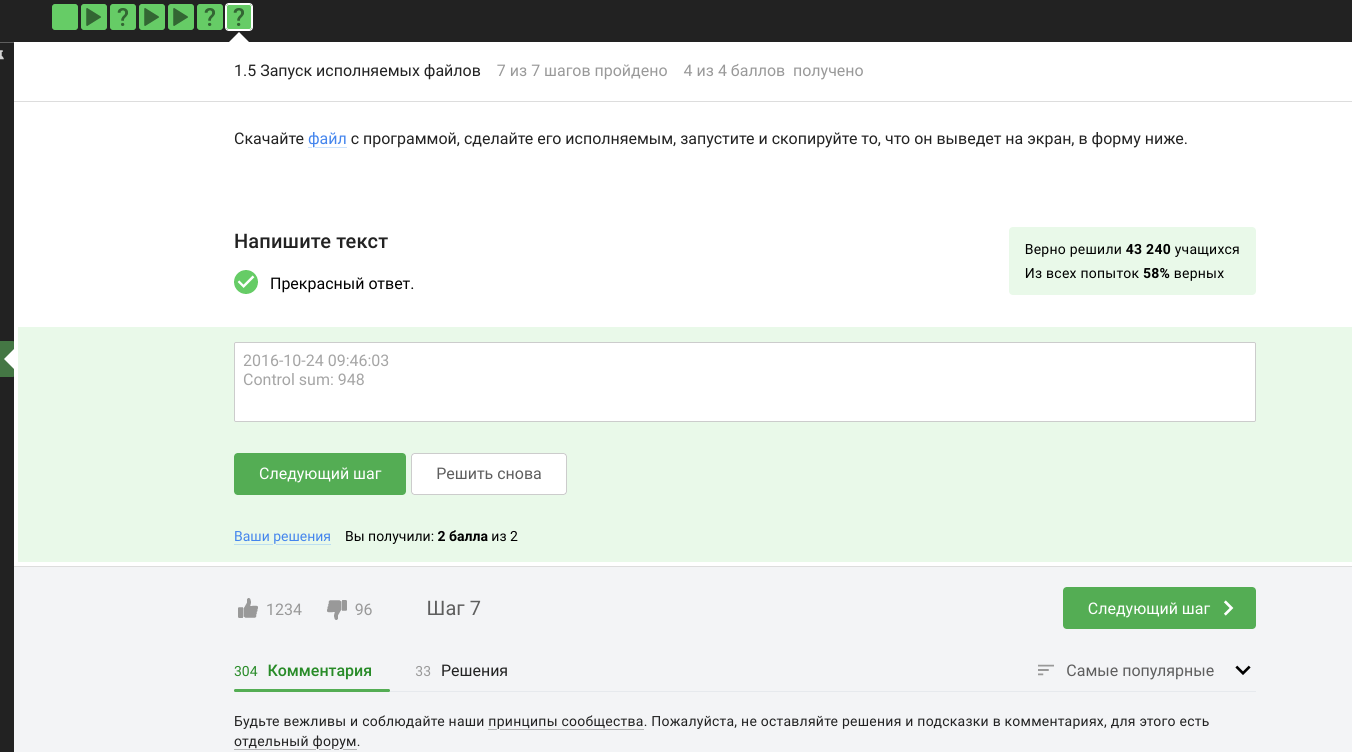 ? ? ?
1.5 Запуск исполняемых файлов 7 из 7 шагов пройдено 4 из 4 баллов получено
Скачайте файл с программой, сделайте его исполняемым, запустите и скопируйте то, что он выведет на экран, в форму ниже.
Напишите текст
Верно решили 43 240 учащихся
Из всех попыток 58% верных
Прекрасный ответ.
2016-10-24 09:46:03
Control sum: 948
Следующий шаг Решить снова
Ваши решения Вы получили: 2 балла из 2
1234 96 Шаг 7 Следующий шаг
304 Комментария 33 Решения Самые популярные
Будьте вежливы и соблюдайте наши принципы сообщества. Пожалуйста, не оставляйте решения и подсказки в комментариях, для этого есть
отдельный форум.